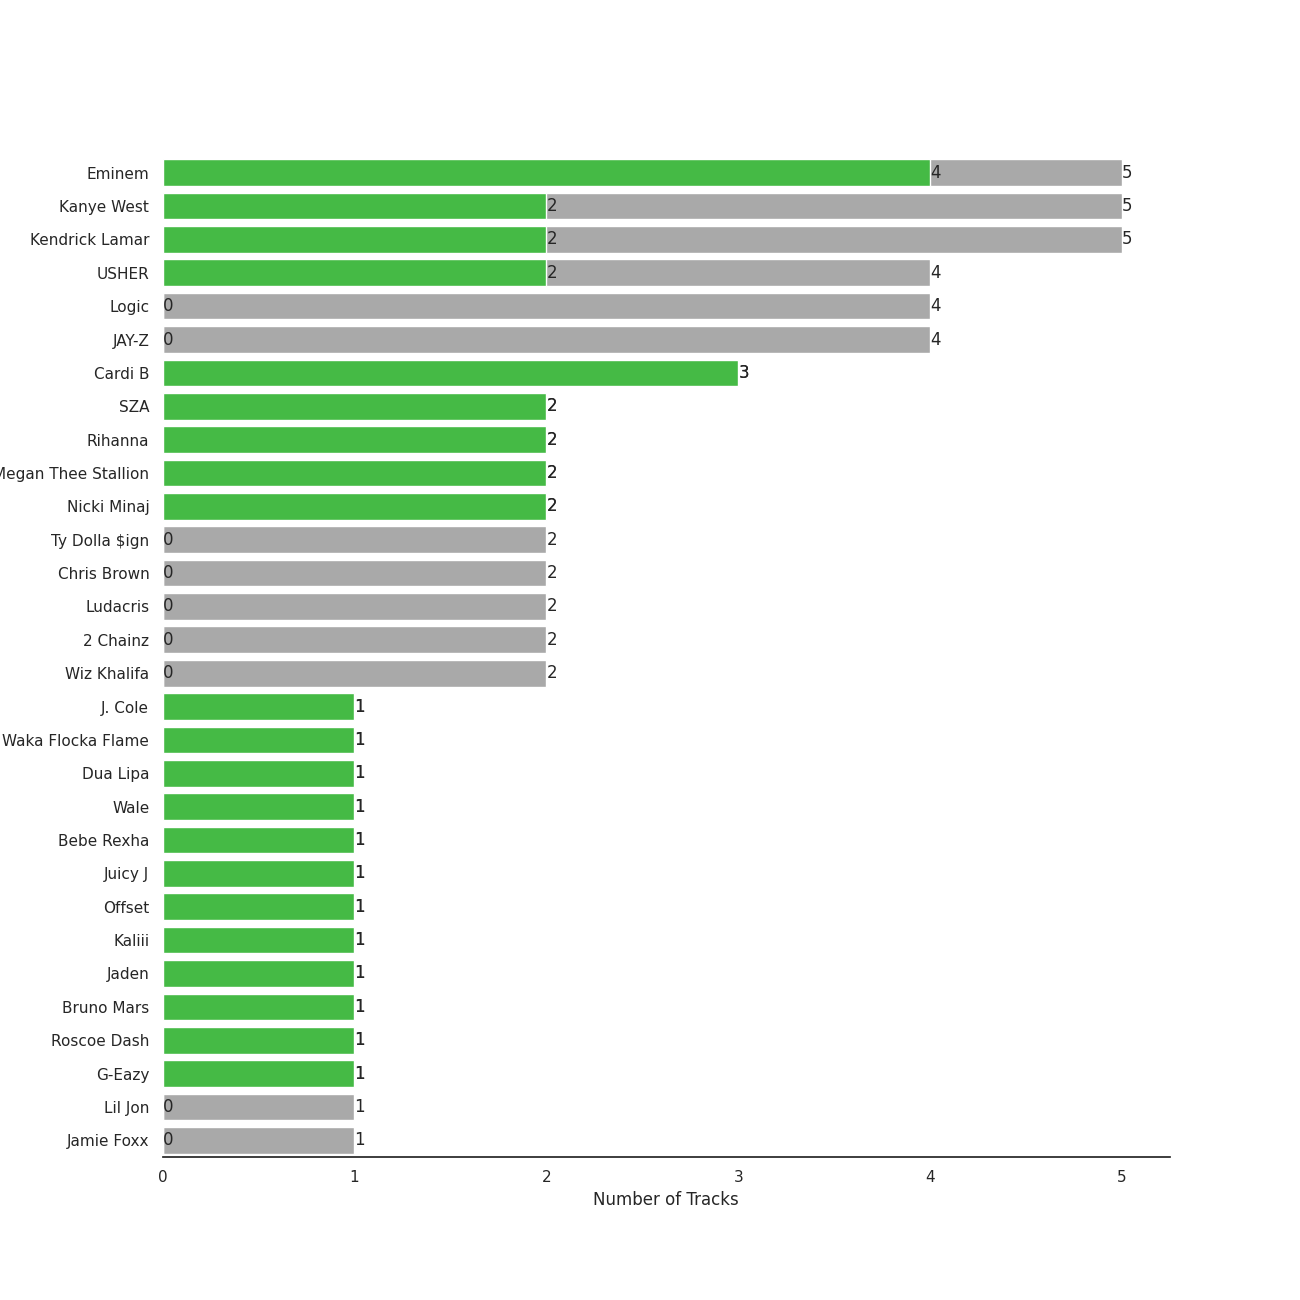 Eminem 4 5
Kanye West 2 5
Kendrick Lamar 2 5
USHER 2 4
Logic 0 4
JAY-Z 0 4
Cardi B 3
SZA 2
Rihanna 2
Megan Thee Stallion 2
Nicki Minaj 2
Ty Dolla $ign 0 2
Chris Brown 0 2
Ludacris 0 2
2 Chainz 0 2
Wiz Khalifa 0 2
J. Cole 1
Waka Flocka Flame 1
Dua Lipa 1
Wale 1
Bebe Rexha 1
Juicy J 1
Offset 1
Kaliii 1
Jaden 1
Bruno Mars 1
Roscoe Dash 1
G-Eazy 1
Lil Jon 0 1
Jamie Foxx 0 1
0 1 2 3 4 5
Number of Tracks